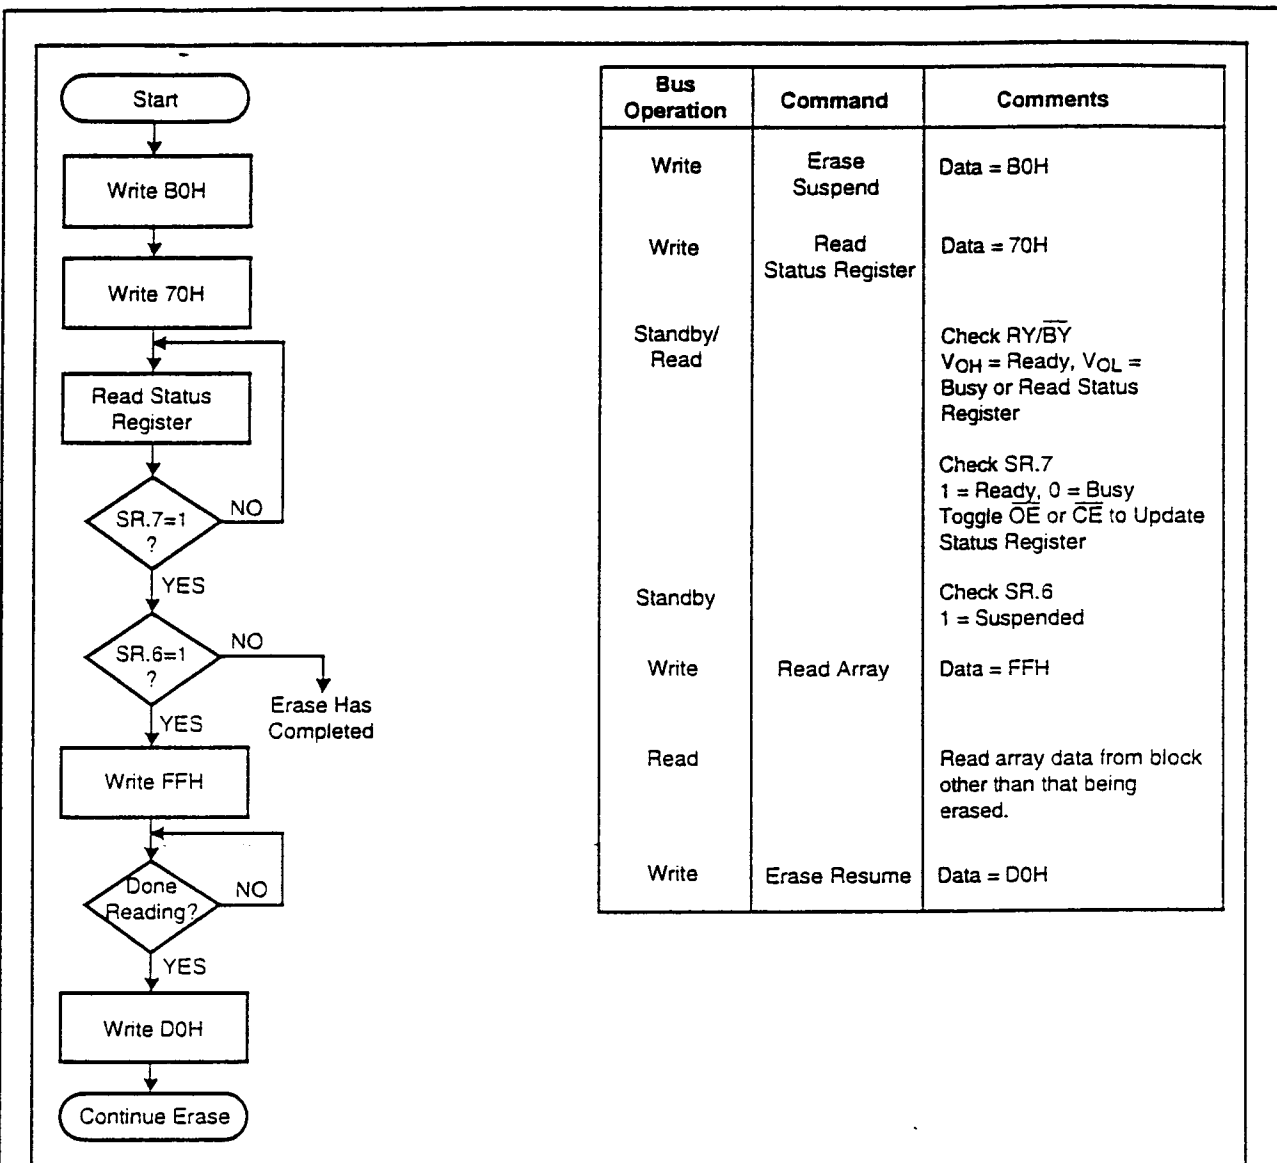 Start
Write B0H
Write 70H
Read Status
Register
SR.7=1
?
NO
YES
SR.6=1
?
NO
Erase Has
Completed
YES
Write FFH
Done
Reading?
NO
YES
Write D0H
Continue Erase
Bus
Operation
Command
Comments
Write
Erase
Suspend
Data = B0H
Write
Read
Status Register
Data = 70H
Standby/
Read
Check RY/B̅Y̅
VOH = Ready, VOL =
Busy or Read Status
Register
Check SR.7
1 = Ready, 0 = Busy
Toggle O̅E̅ or C̅E̅ to Update
Status Register
Standby
Check SR.6
1 = Suspended
Write
Read Array
Data = FFH
Read
Read array data from block
other than that being
erased.
Write
Erase Resume
Data = D0H